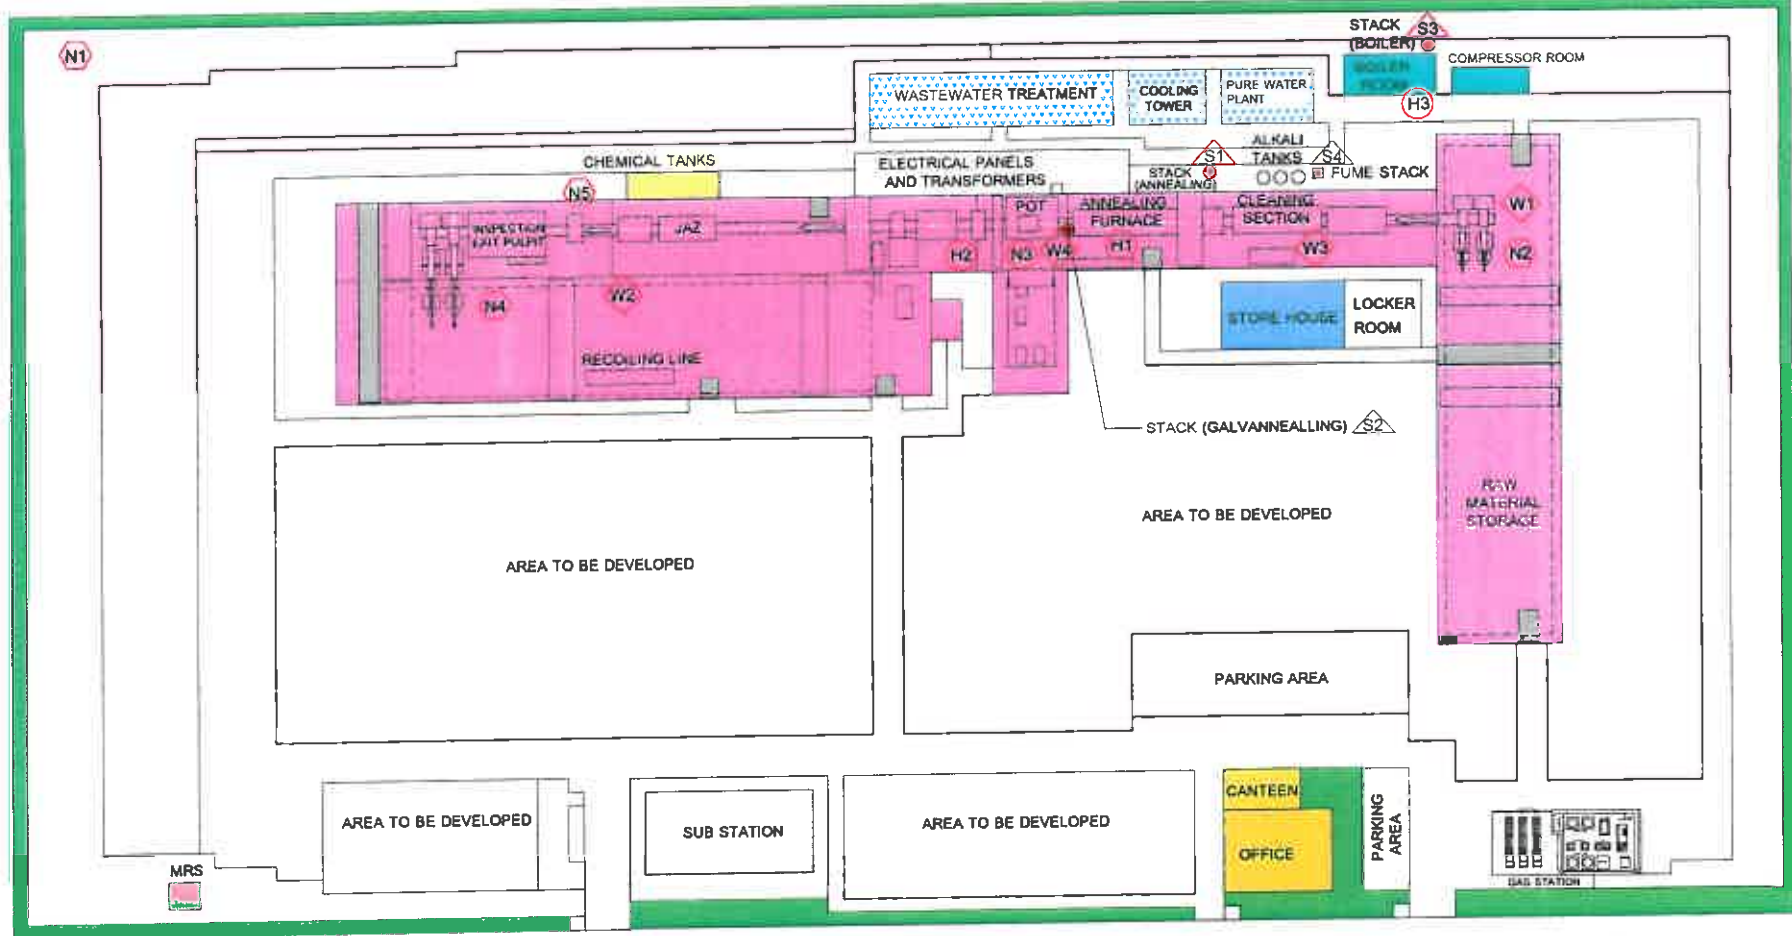 N1
STACK
(BOILER)
S3
BOILER
ROOM
COMPRESSOR ROOM
H3
WASTEWATER TREATMENT
COOLING
TOWER
PURE WATER
PLANT
CHEMICAL TANKS
N5
ELECTRICAL PANELS
AND TRANSFORMERS
S1
STACK
(ANNEALING)
ALKALI
TANKS
S4
FUME STACK
INSPECTION
EXIT PULPIT
H2
POT
N3
W4
ANNEALING
FURNACE
H1
CLEANING
SECTION
W3
W1
N2
N4
W2
RECOILING LINE
STORE HOUSE
LOCKER
ROOM
STACK (GALVANNEALLING)
S2
RAW
MATERIAL
STORAGE
AREA TO BE DEVELOPED
AREA TO BE DEVELOPED
PARKING AREA
AREA TO BE DEVELOPED
SUB STATION
AREA TO BE DEVELOPED
CANTEEN
OFFICE
PARKING
AREA
MRS
GAS STATION